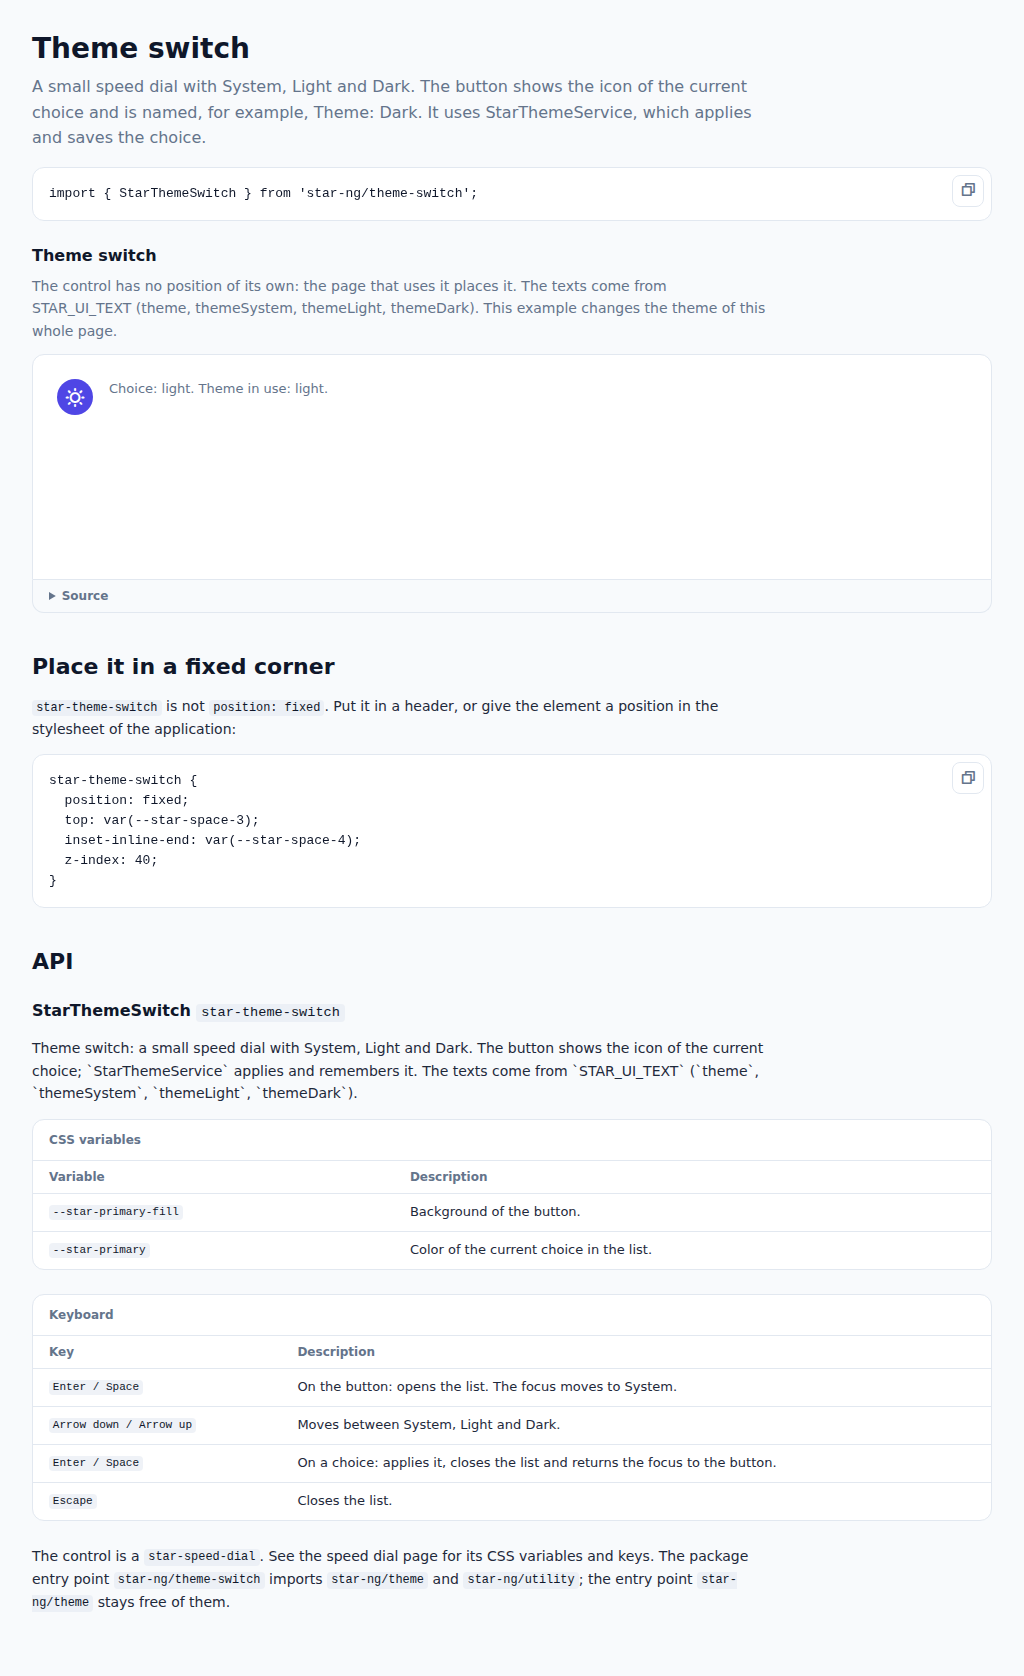 Theme switch
A small speed dial with System, Light and Dark. The button shows the icon of the current
choice and is named, for example, Theme: Dark. It uses StarThemeService, which applies
and saves the choice.
import { StarThemeSwitch } from 'star-ng/theme-switch';
Theme switch
The control has no position of its own: the page that uses it places it. The texts come from
STAR_UI_TEXT (theme, themeSystem, themeLight, themeDark). This example changes the theme of this
whole page.
Choice: light. Theme in use: light.
Source
Place it in a fixed corner
star-theme-switch is not position: fixed. Put it in a header, or give the element a position in the
stylesheet of the application:
star-theme-switch {
  position: fixed;
  top: var(--star-space-3);
  inset-inline-end: var(--star-space-4);
  z-index: 40;
}
API
StarThemeSwitch star-theme-switch
Theme switch: a small speed dial with System, Light and Dark. The button shows the icon of the current
choice; `StarThemeService` applies and remembers it. The texts come from `STAR_UI_TEXT` (`theme`,
`themeSystem`, `themeLight`, `themeDark`).
CSS variables
Variable Description
--star-primary-fill Background of the button.
--star-primary Color of the current choice in the list.
Keyboard
Key Description
Enter / Space On the button: opens the list. The focus moves to System.
Arrow down / Arrow up Moves between System, Light and Dark.
Enter / Space On a choice: applies it, closes the list and returns the focus to the button.
Escape Closes the list.
The control is a star-speed-dial. See the speed dial page for its CSS variables and keys. The package
entry point star-ng/theme-switch imports star-ng/theme and star-ng/utility; the entry point star-
ng/theme stays free of them.